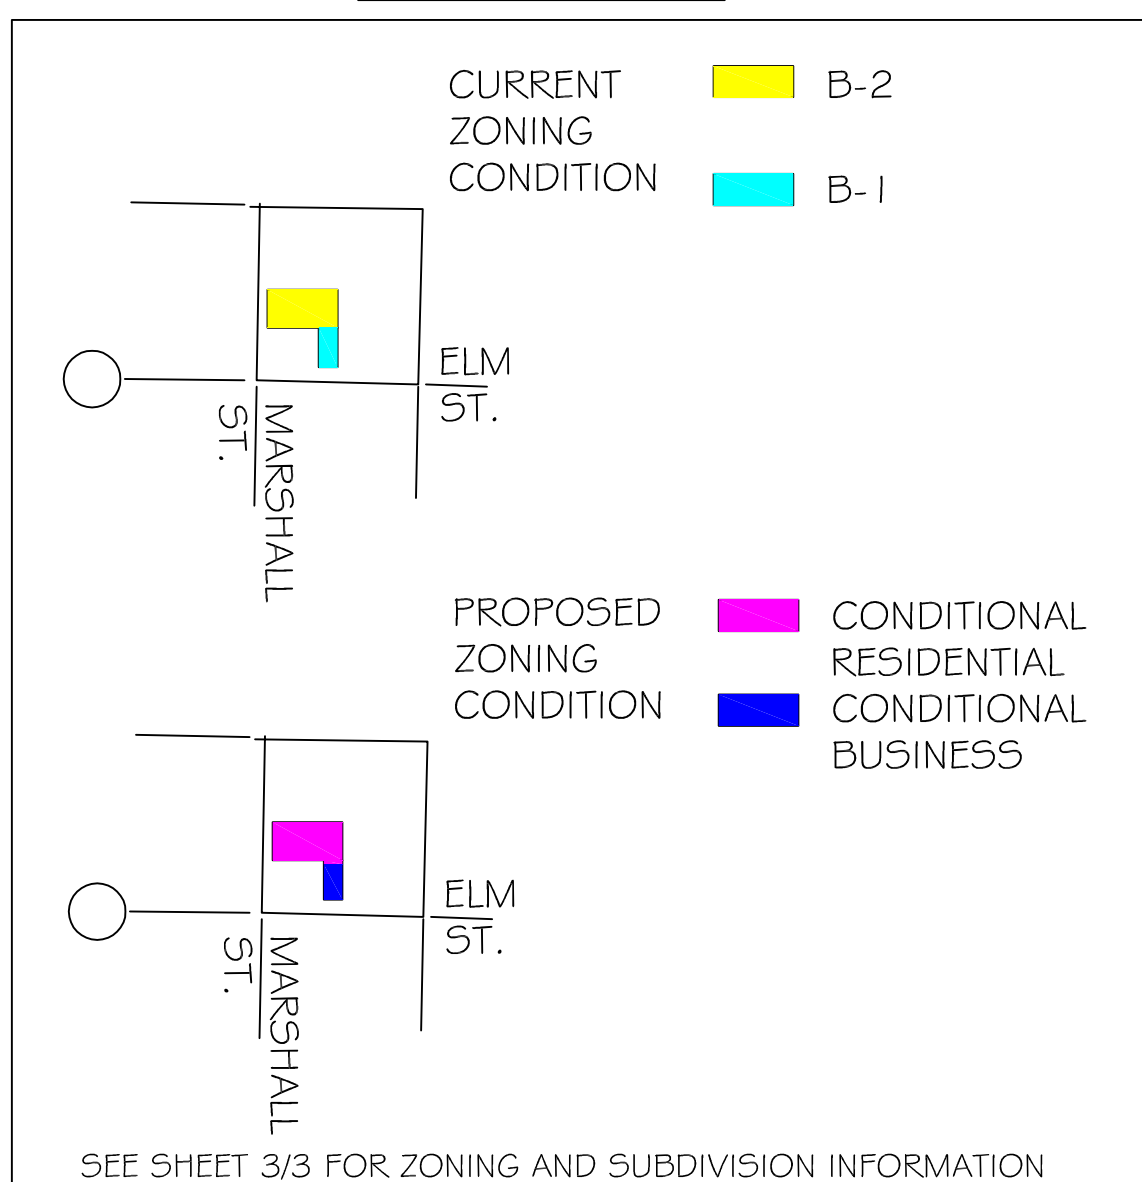 CURRENT
ZONING
CONDITION
B-2
B-1
ELM
ST.
MARSHALL
ST.
PROPOSED
ZONING
CONDITION
CONDITIONAL
RESIDENTIAL
CONDITIONAL
BUSINESS
ELM
ST.
MARSHALL
ST.
SEE SHEET 3/3 FOR ZONING AND SUBDIVISION INFORMATION